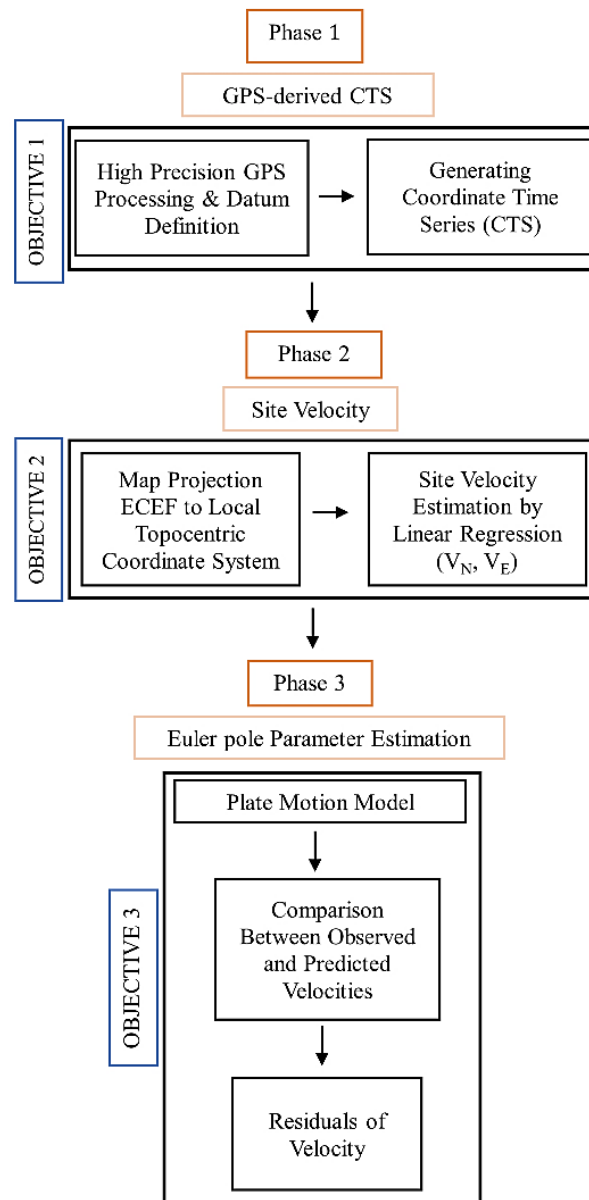 Phase 1
GPS-derived CTS
OBJECTIVE 1
High Precision GPS
Processing & Datum
Definition
Generating
Coordinate Time
Series (CTS)
Phase 2
Site Velocity
OBJECTIVE 2
Map Projection
ECEF to Local
Topocentric
Coordinate System
Site Velocity
Estimation by
Linear Regression
(V_N, V_E)
Phase 3
Euler pole Parameter Estimation
OBJECTIVE 3
Plate Motion Model
Comparison
Between Observed
and Predicted
Velocities
Residuals of
Velocity